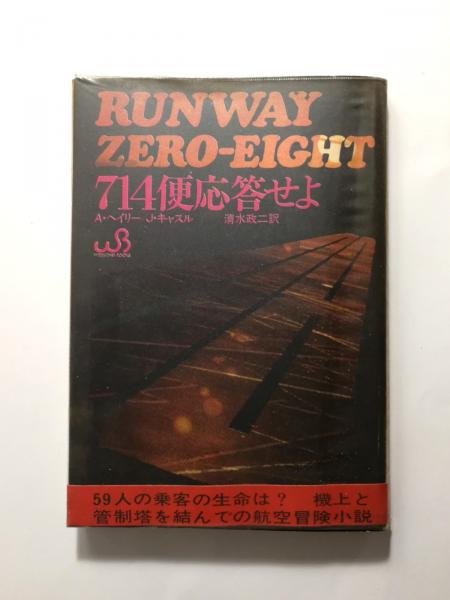 RUNWAY
ZERO-EIGHT
714便応答せよ
A・ヘイリー J・キャスル 清水政二訳
WB
59人の乗客の生命は? 機上と
管制塔を結んでの航空冒険小説